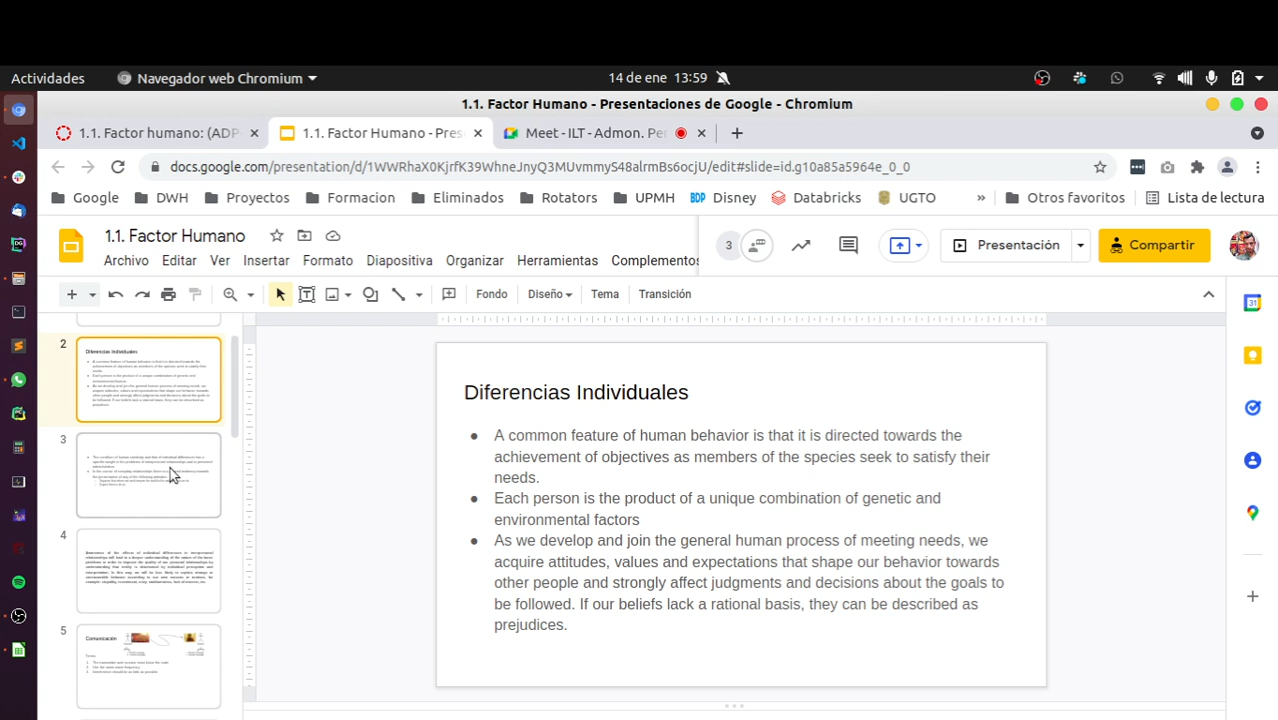 Actividades Navegador web Chromium 14 de ene 13:59
1.1. Factor Humano - Presentaciones de Google - Chromium
1.1. Factor humano: (ADP- 1.1. Factor Humano - Pres Meet - ILT - Admon. Per
docs.google.com/presentation/d/1WWRhaX0KjrfK39WhneJnyQ3MUvmmyS48alrmBs6ocjU/edit#slide=id.g10a85a5964e_0_0
Google DWH Proyectos Formacion Eliminados Rotators UPMH BDP Disney Databricks UGTO » Otros favoritos Lista de lectura
1.1. Factor Humano
3 Presentación Compartir
Archivo Editar Ver Insertar Formato Diapositiva Organizar Herramientas Complementos
Fondo Diseño Tema Transición
31
2
Diferencias Individuales
3
4
5
Comunicación
Diferencias Individuales
● A common feature of human behavior is that it is directed towards the
achievement of objectives as members of the species seek to satisfy their
needs.
● Each person is the product of a unique combination of genetic and
environmental factors
● As we develop and join the general human process of meeting needs, we
acquire attitudes, values and expectations that shape our behavior towards
other people and strongly affect judgments and decisions about the goals to
be followed. If our beliefs lack a rational basis, they can be described as
prejudices.